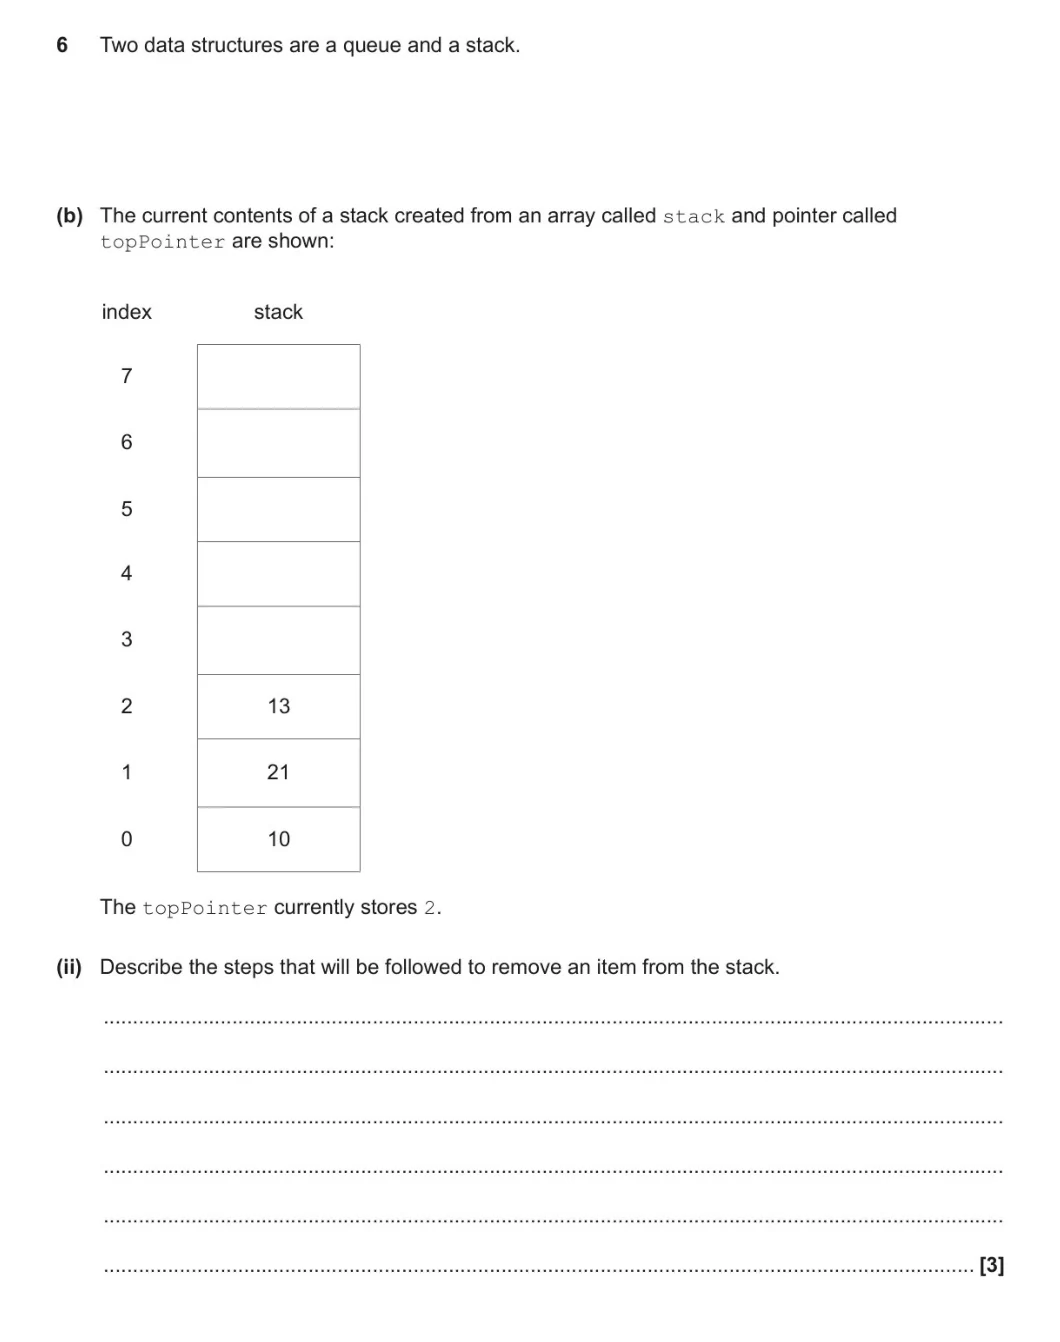 6 Two data structures are a queue and a stack.
(b) The current contents of a stack created from an array called stack and pointer called
topPointer are shown:
index stack
7
6
5
4
3
2 13
1 21
0 10
The topPointer currently stores 2.
(ii) Describe the steps that will be followed to remove an item from the stack.
[3]